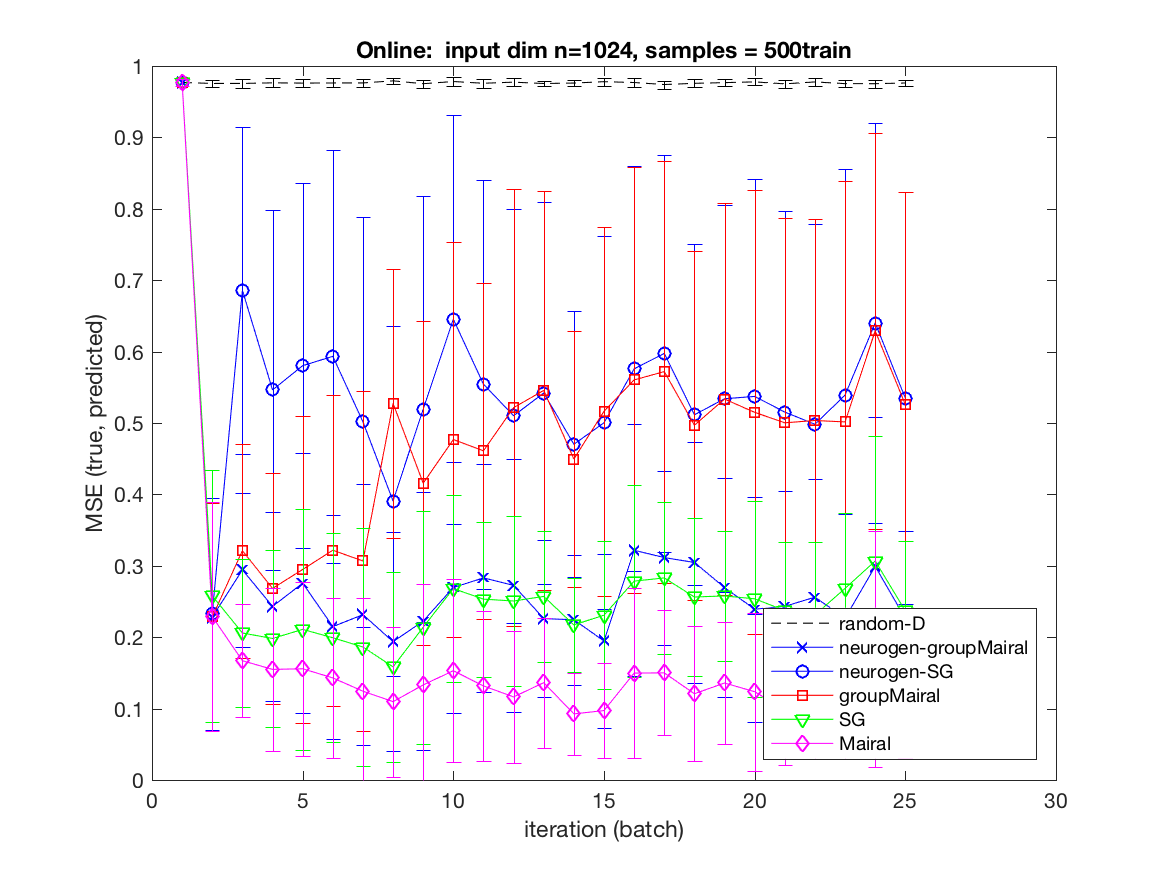 Online:  input dim n=1024, samples = 500train
MSE (true, predicted)
1
0.9
0.8
0.7
0.6
0.5
0.4
0.3
0.2
0.1
0
0 5 10 15 20 25 30
iteration (batch)
random-D
neurogen-groupMairal
neurogen-SG
groupMairal
SG
Mairal